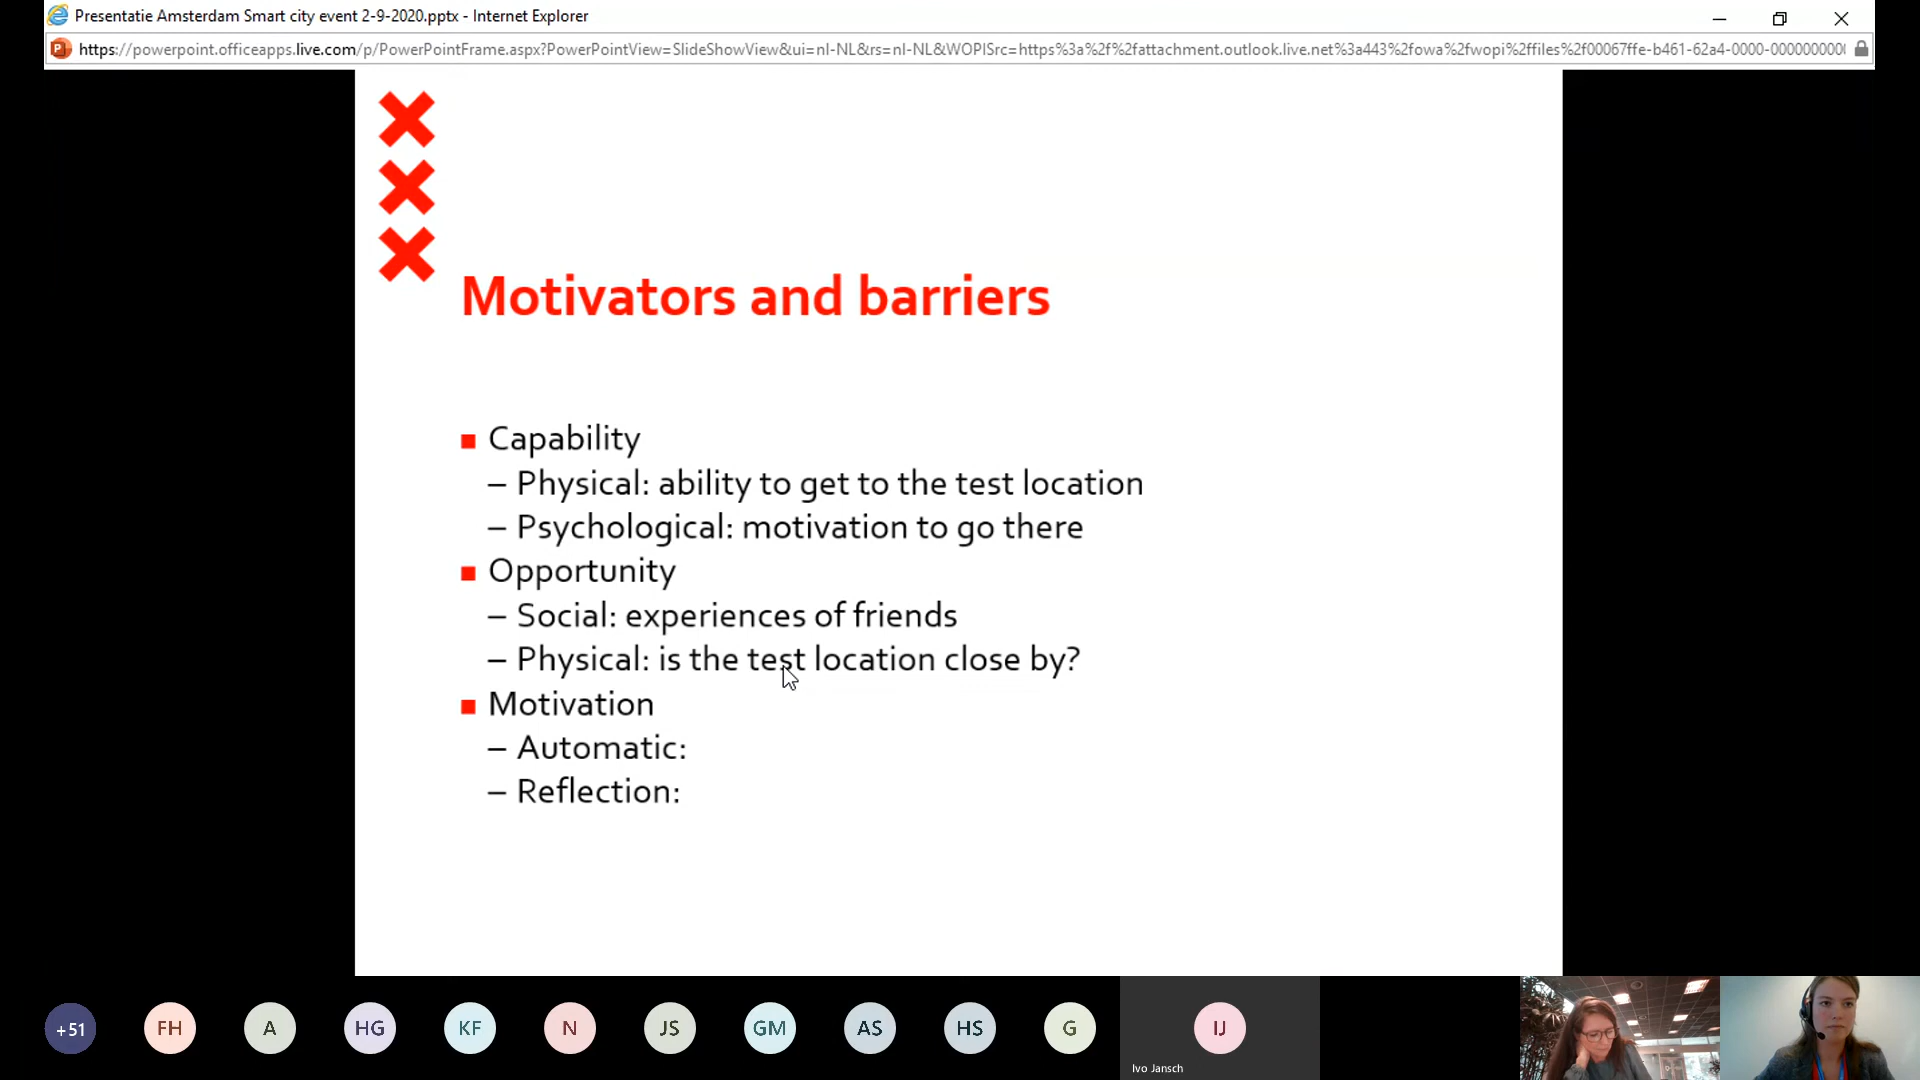 Presentatie Amsterdam Smart city event 2-9-2020.pptx - Internet Explorer
https://powerpoint.officeapps.live.com/p/PowerPointFrame.aspx?PowerPointView=SlideShowView&ui=nl-NL&rs=nl-NL&WOPISrc=https%3a%2f%2fattachment.outlook.live.net%3a443%2fowa%2fwopi%2ffiles%2f00067ffe-b461-62a4-0000-000000000
Motivators and barriers
Capability
– Physical: ability to get to the test location
– Psychological: motivation to go there
Opportunity
– Social: experiences of friends
– Physical: is the test location close by?
Motivation
– Automatic:
– Reflection:
+51 FH A HG KF N JS GM AS HS G IJ
Ivo Jansch